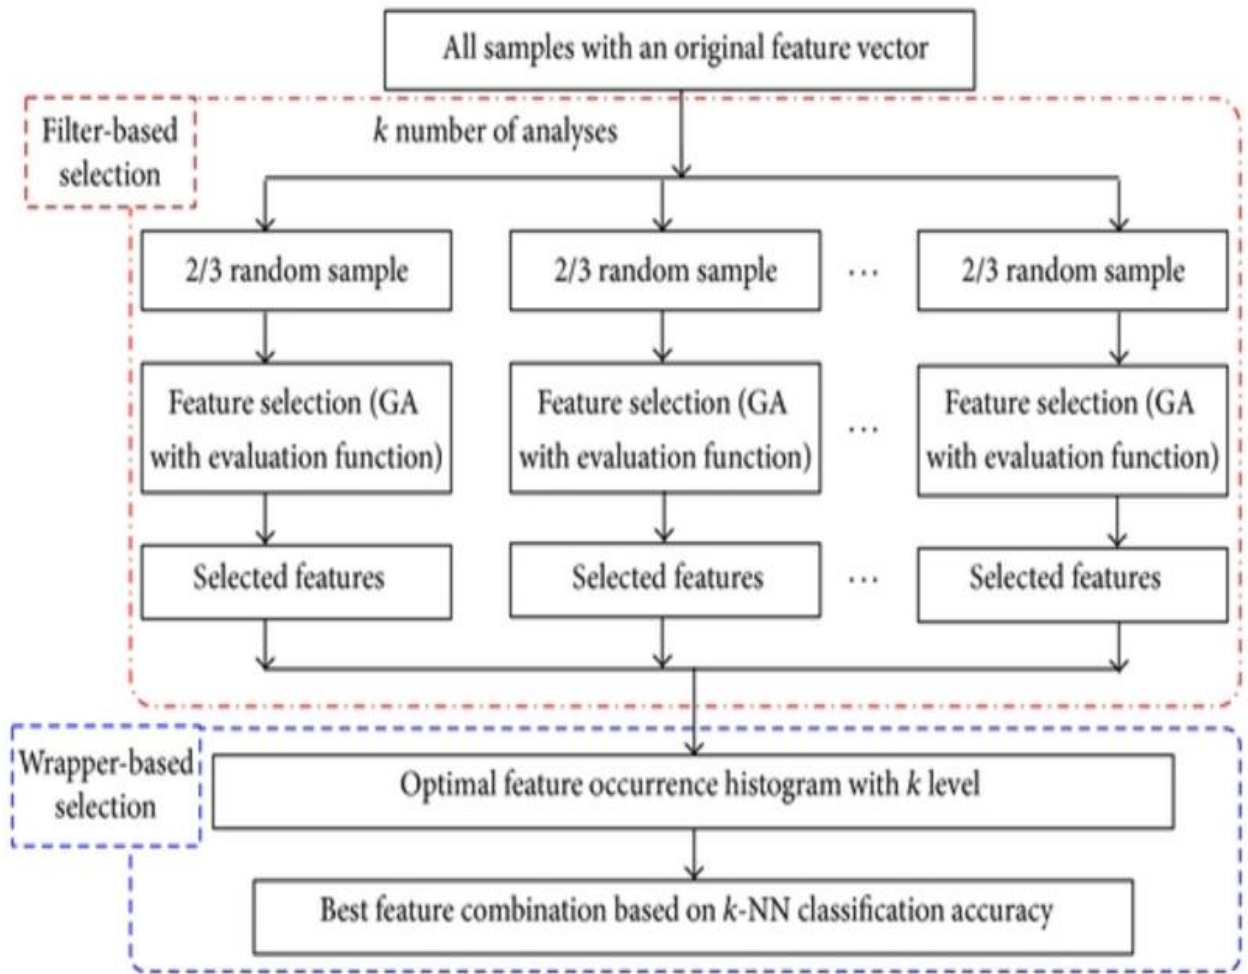 All samples with an original feature vector
Filter-based
selection
k number of analyses
2/3 random sample
2/3 random sample
...
2/3 random sample
Feature selection (GA
with evaluation function)
Feature selection (GA
with evaluation function)
...
Feature selection (GA
with evaluation function)
Selected features
Selected features
...
Selected features
Wrapper-based
selection
Optimal feature occurrence histogram with k level
Best feature combination based on k-NN classification accuracy